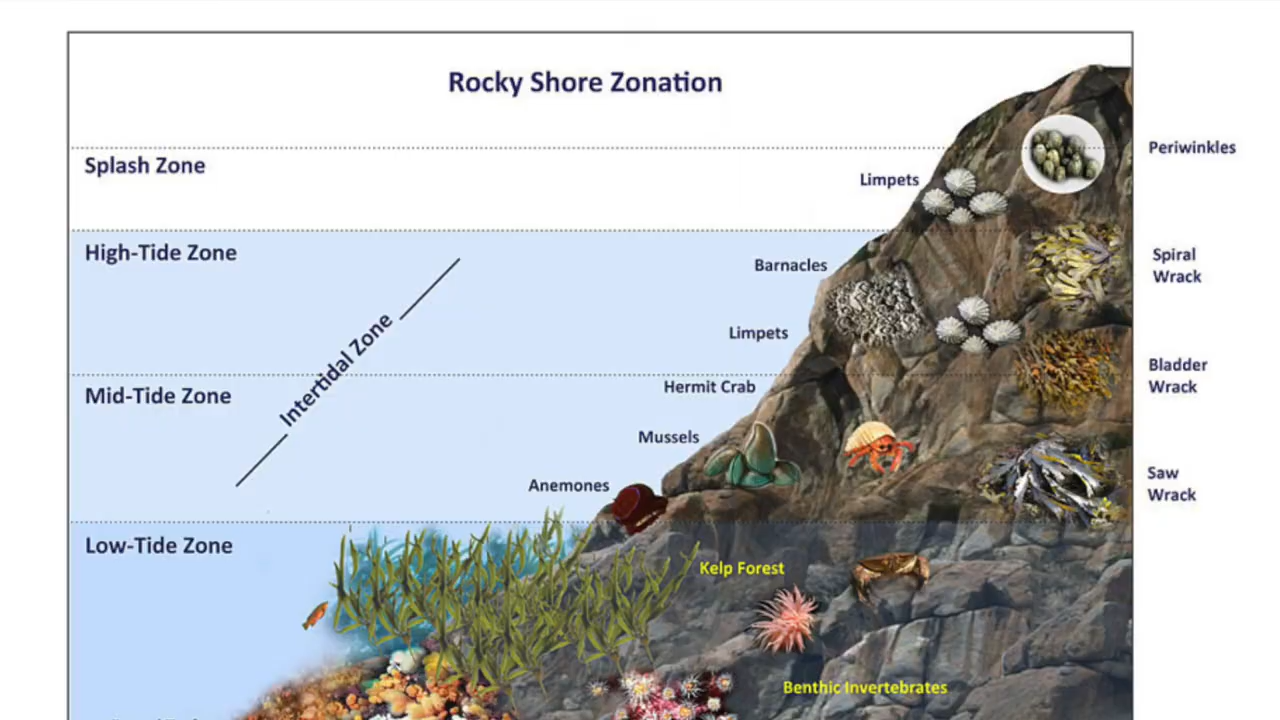 Rocky Shore Zonation
Splash Zone
Periwinkles
Limpets
High-Tide Zone
Barnacles
Spiral
Wrack
Intertidal Zone
Limpets
Mid-Tide Zone
Hermit Crab
Bladder
Wrack
Mussels
Anemones
Saw
Wrack
Low-Tide Zone
Kelp Forest
Benthic Invertebrates